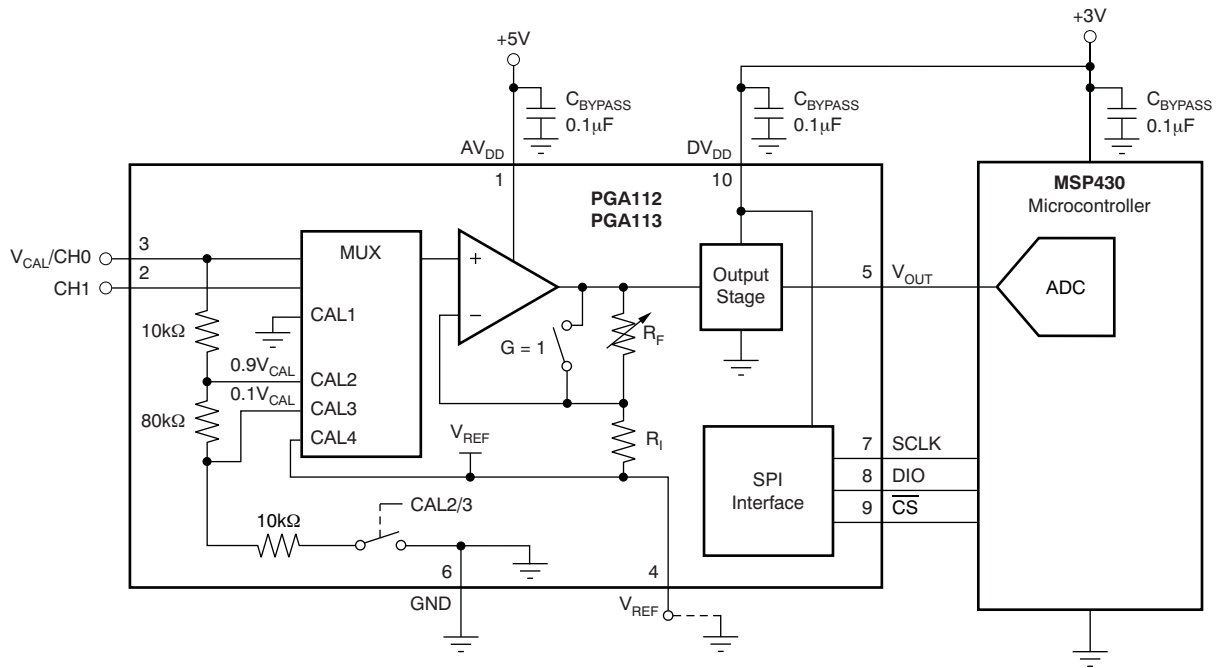 +5V
+3V
C_BYPASS
0.1μF
C_BYPASS
0.1μF
C_BYPASS
0.1μF
AV_DD
DV_DD
1
10
PGA112
PGA113
MSP430
Microcontroller
3
V_CAL/CH0
2
CH1
MUX
+
−
Output
Stage
5
V_OUT
ADC
CAL1
10kΩ
G = 1
R_F
0.9V_CAL
CAL2
0.1V_CAL
CAL3
80kΩ
CAL4
V_REF
R_I
7
SCLK
SPI
Interface
8
DIO
9
C̅S̅
CAL2/3
10kΩ
6
4
GND
V_REF